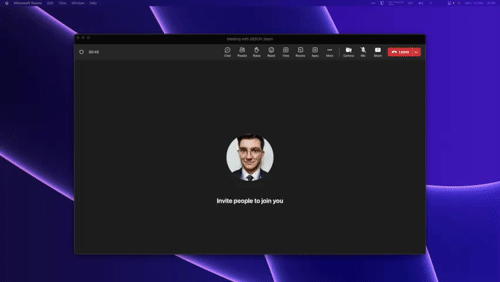 Microsoft Teams Edit View Window Help
Meeting with
00:45
Chat People Raise React View Rooms Apps More Camera Mic Share Leave
Invite people to join you